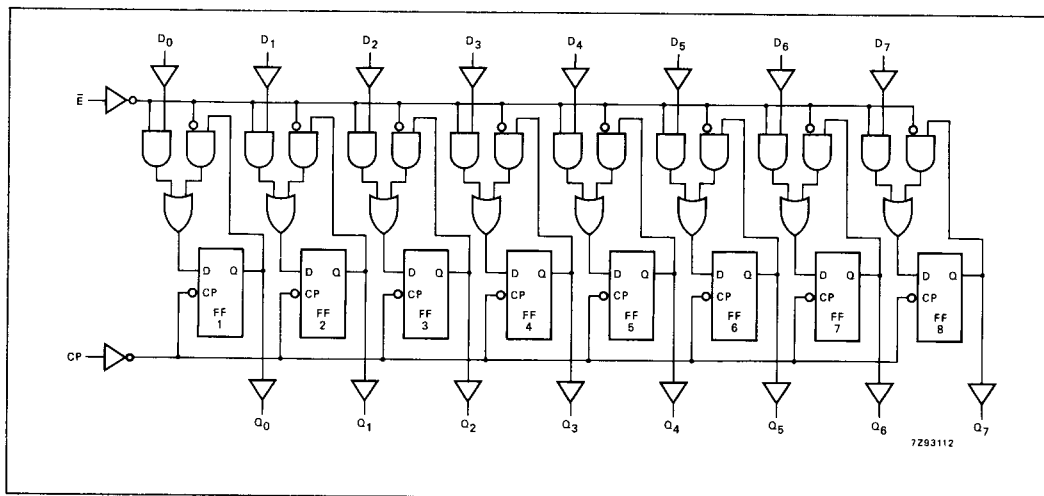 D0 D1 D2 D3 D4 D5 D6 D7
E̅
D Q D Q D Q D Q D Q D Q D Q D Q
CP CP CP CP CP CP CP CP
FF FF FF FF FF FF FF FF
1 2 3 4 5 6 7 8
CP
Q0 Q1 Q2 Q3 Q4 Q5 Q6 Q7
7Z93112